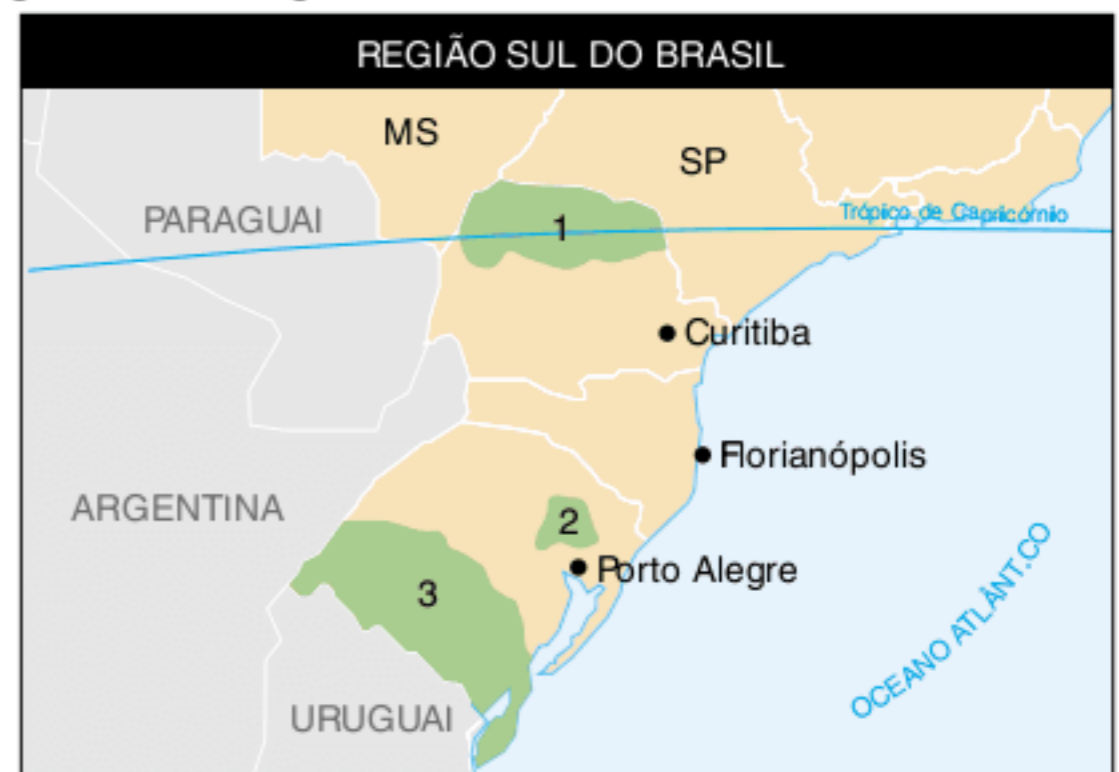 REGIÃO SUL DO BRASIL
MS
SP
PARAGUAI
1
Trópico de Capricórnio
Curitiba
Florianópolis
ARGENTINA
2
Porto Alegre
3
OCEANO ATLÂNT.CO
URUGUAI